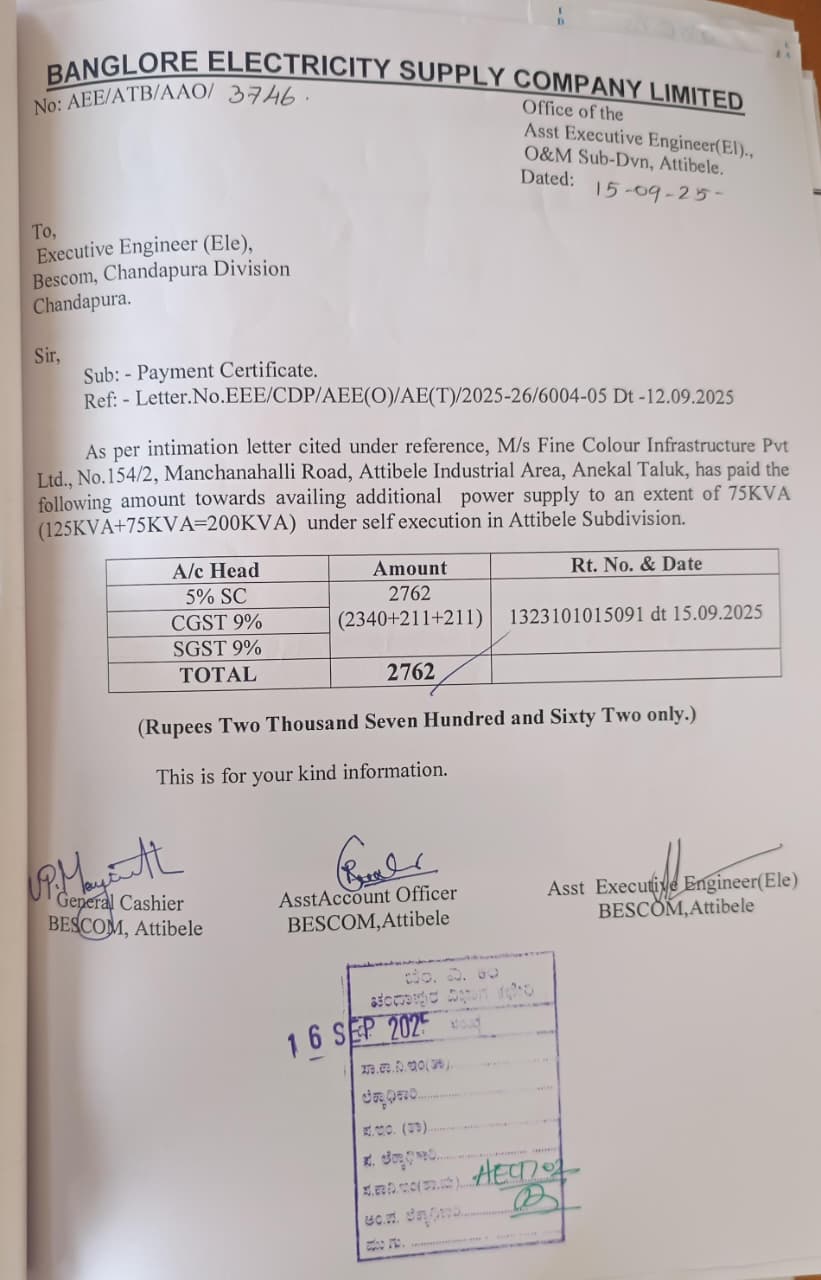 BANGLORE ELECTRICITY SUPPLY COMPANY LIMITED
No: AEE/ATB/AAO/ 3746.
Office of the
Asst Executive Engineer(El).,
O&M Sub-Dvn, Attibele.
Dated: 15-09-25-
To,
Executive Engineer (Ele),
Bescom, Chandapura Division
Chandapura.
Sir,
Sub: - Payment Certificate.
Ref: - Letter.No.EEE/CDP/AEE(O)/AE(T)/2025-26/6004-05 Dt -12.09.2025
As per intimation letter cited under reference, M/s Fine Colour Infrastructure Pvt
Ltd., No.154/2, Manchanahalli Road, Attibele Industrial Area, Anekal Taluk, has paid the
following amount towards availing additional power supply to an extent of 75KVA
(125KVA+75KVA=200KVA) under self execution in Attibele Subdivision.
A/c Head Amount Rt. No. & Date
5% SC 2762
CGST 9% (2340+211+211) 1323101015091 dt 15.09.2025
SGST 9%
TOTAL 2762
(Rupees Two Thousand Seven Hundred and Sixty Two only.)
This is for your kind information.
General Cashier
BESCOM, Attibele
AsstAccount Officer
BESCOM,Attibele
Asst Executive Engineer(Ele)
BESCOM,Attibele
ಬೆಂ. ವಿ. ಕಂ
ಚಂದಾಪುರ ವಿಭಾಗ ಕಛೇರಿ
16 SEP 2025
ಲೆಕ್ಕಾಧಿಕಾರಿ
ಸ. ಲೆಕ್ಕಾಧಿಕಾರಿ